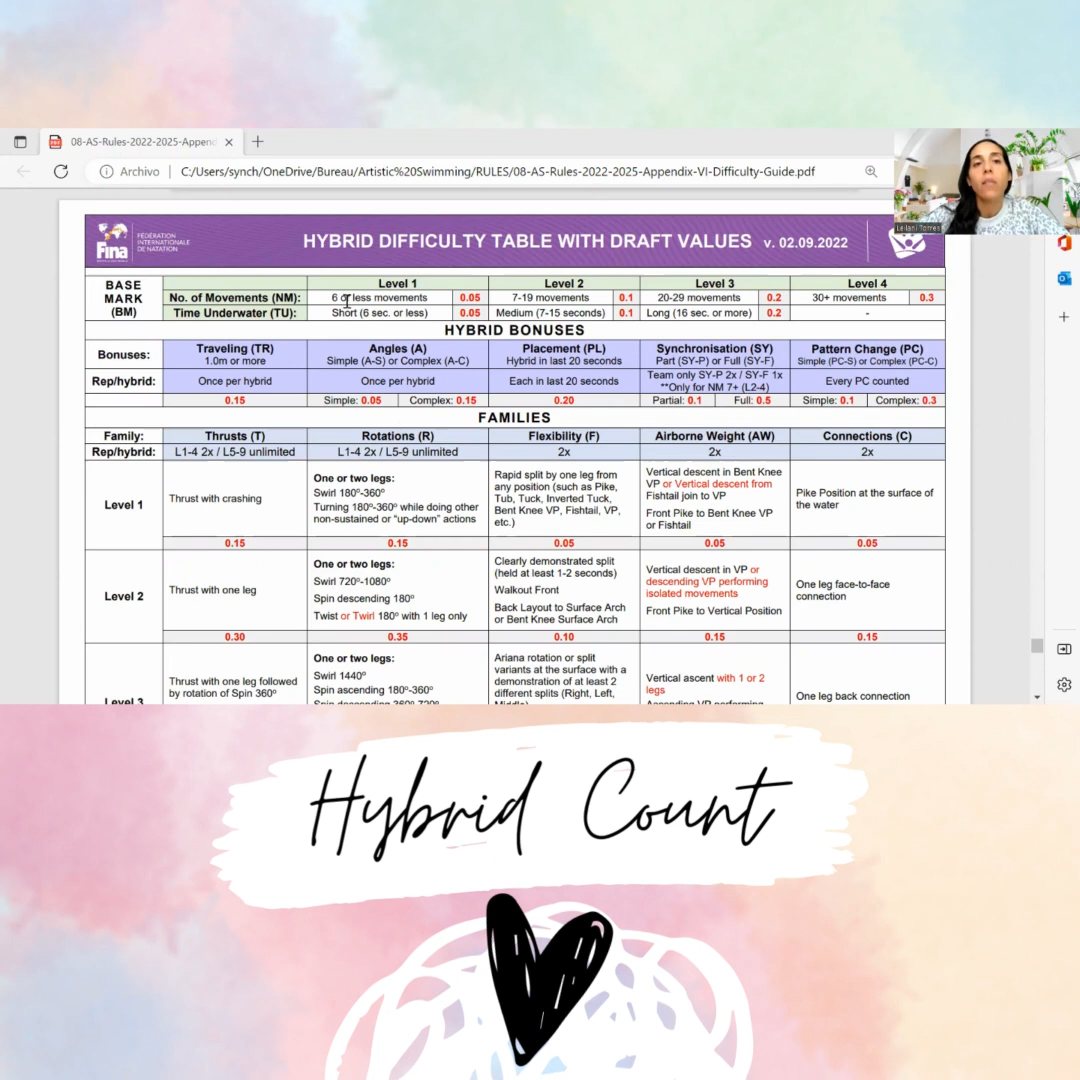 08-AS-Rules-2022-2025-Append
Archivo
C:/Users/synch/OneDrive/Bureau/Artistic%20Swimming/RULES/08-AS-Rules-2022-2025-Appendix-VI-Difficulty-Guide.pdf
Leilani Torres
Fina
FÉDÉRATION
INTERNATIONALE
DE NATATION
HYBRID DIFFICULTY TABLE WITH DRAFT VALUES v. 02.09.2022
BASE MARK (BM)
Level 1 Level 2 Level 3 Level 4
No. of Movements (NM): 6 or less movements 0.05 7-19 movements 0.1 20-29 movements 0.2 30+ movements 0.3
Time Underwater (TU): Short (6 sec. or less) 0.05 Medium (7-15 seconds) 0.1 Long (16 sec. or more) 0.2 -
HYBRID BONUSES
Bonuses:
Traveling (TR)
1.0m or more
Angles (A)
Simple (A-S) or Complex (A-C)
Placement (PL)
Hybrid in last 20 seconds
Synchronisation (SY)
Part (SY-P) or Full (SY-F)
Pattern Change (PC)
Simple (PC-S) or Complex (PC-C)
Rep/hybrid:
Once per hybrid
Once per hybrid
Each in last 20 seconds
Team only SY-P 2x / SY-F 1x
**Only for NM 7+ (L2-4)
Every PC counted
0.15 Simple: 0.05 Complex: 0.15 0.20 Partial: 0.1 Full: 0.5 Simple: 0.1 Complex: 0.3
FAMILIES
Family: Thrusts (T) Rotations (R) Flexibility (F) Airborne Weight (AW) Connections (C)
Rep/hybrid: L1-4 2x / L5-9 unlimited L1-4 2x / L5-9 unlimited 2x 2x 2x
Level 1
Thrust with crashing
One or two legs:
Swirl 180º-360º
Turning 180º-360º while doing other
non-sustained or “up-down” actions
Rapid split by one leg from
any position (such as Pike,
Tub, Tuck, Inverted Tuck,
Bent Knee VP, Fishtail, VP,
etc.)
Vertical descent in Bent Knee
VP or Vertical descent from
Fishtail join to VP
Front Pike to Bent Knee VP
or Fishtail
Pike Position at the surface of
the water
0.15 0.15 0.05 0.05 0.05
Level 2
Thrust with one leg
One or two legs:
Swirl 720º-1080º
Spin descending 180º
Twist or Twirl 180º with 1 leg only
Clearly demonstrated split
(held at least 1-2 seconds)
Walkout Front
Back Layout to Surface Arch
or Bent Knee Surface Arch
Vertical descent in VP or
descending VP performing
isolated movements
Front Pike to Vertical Position
One leg face-to-face
connection
0.30 0.35 0.10 0.15 0.15
Level 3
Thrust with one leg followed
by rotation of Spin 360º
One or two legs:
Swirl 1440º
Spin ascending 180º-360º
Spin descending 360º-720º
Ariana rotation or split
variants at the surface with a
demonstration of at least 2
different splits (Right, Left,
Middle)
Vertical ascent with 1 or 2
legs
Ascending VP performing
One leg back connection
Hybrid Count